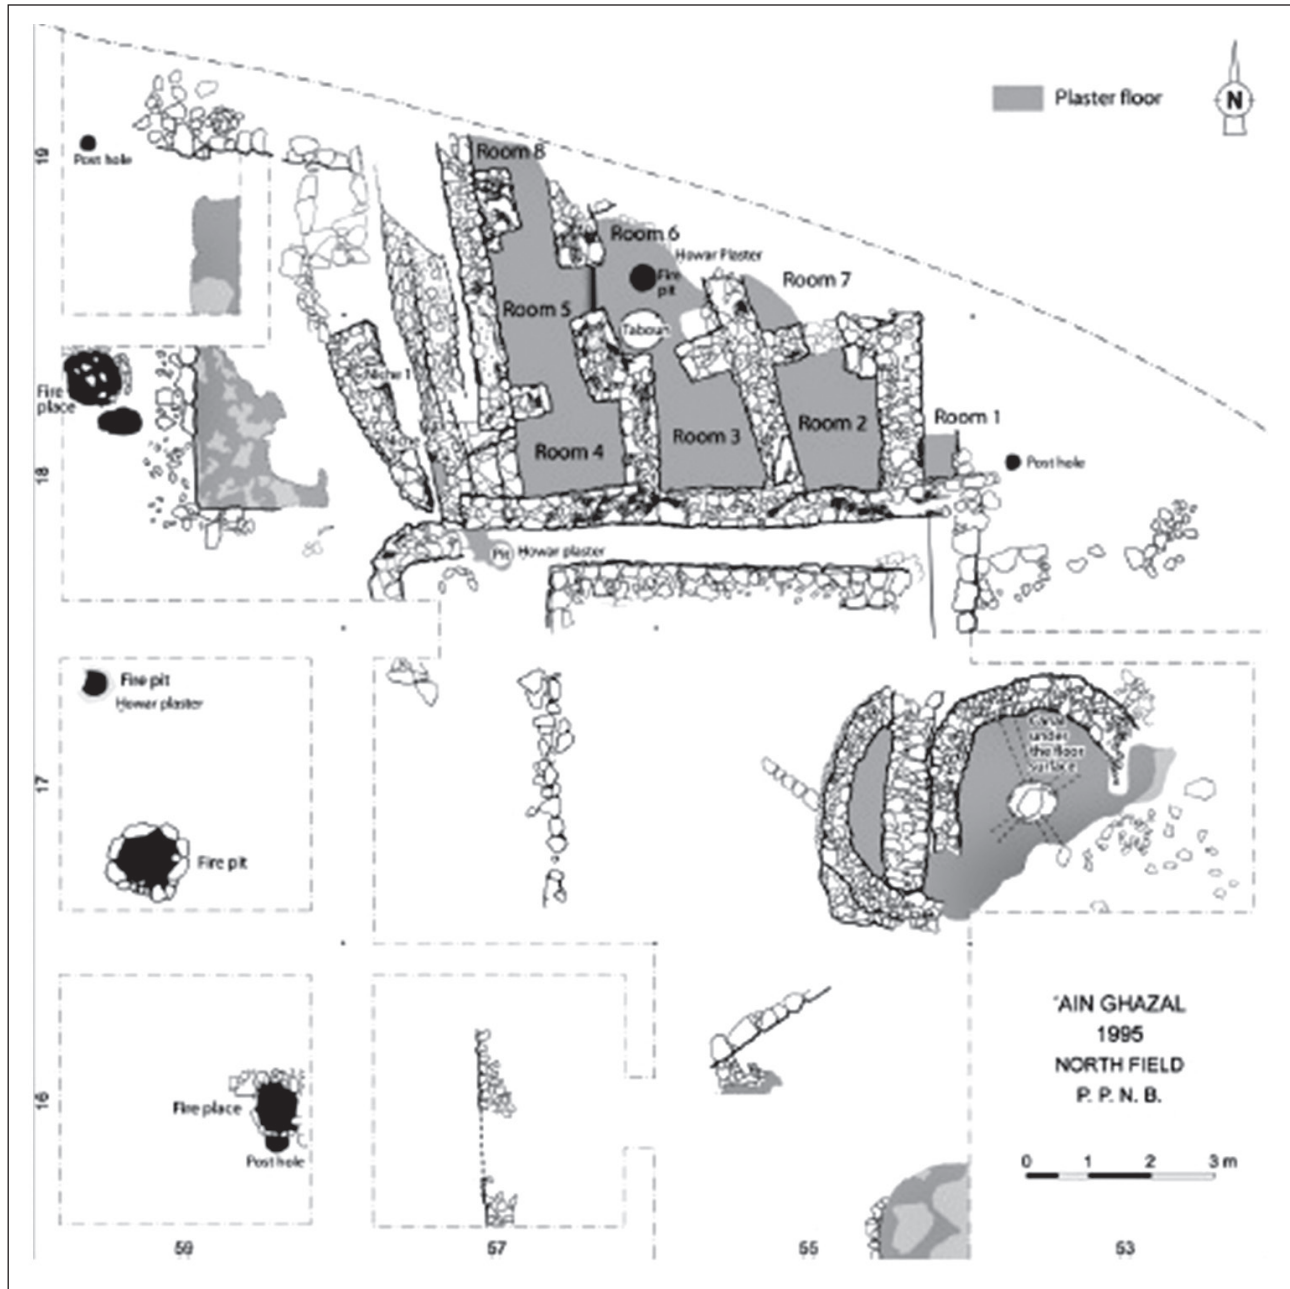 Plaster floor
N
19
Post hole
Room 8
Room 6
Howar Plaster
Fire
pit
Room 7
Room 5
Taboun
Niche 1
Fire
place
Niche
Room 1
Room 2
Room 3
Room 4
18
Post hole
Pit
Howar plaster
Fire pit
Howar plaster
Canal
under
the floor
surface
17
Fire pit
'AIN GHAZAL
1995
NORTH FIELD
P. P. N. B.
16
Fire place
Post hole
0 1 2 3 m
59
57
55
53